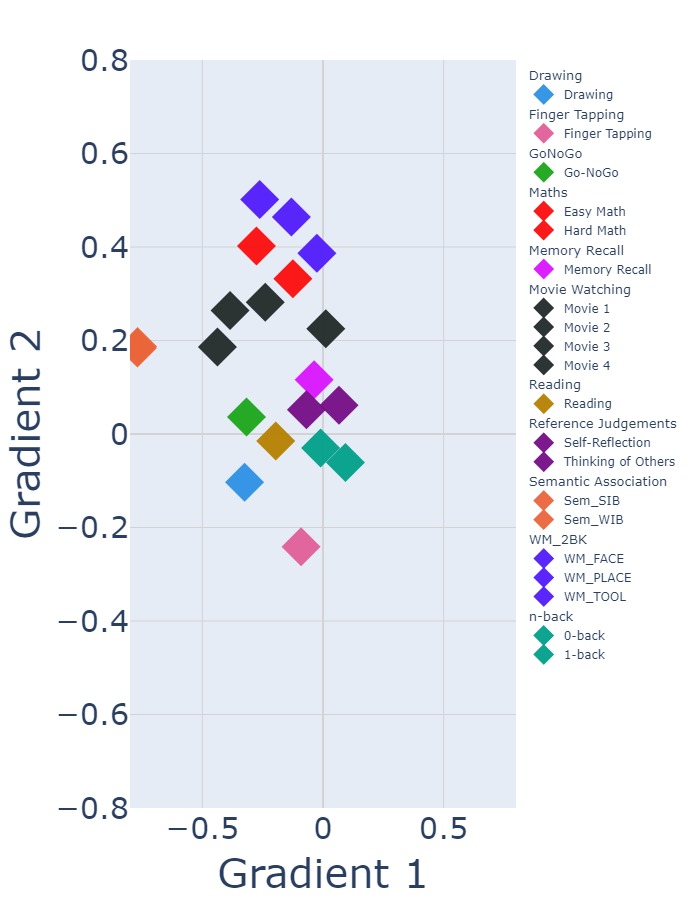 0.8
0.6
0.4
0.2
0
−0.2
−0.4
−0.6
−0.8
Gradient 2
−0.5
0
0.5
Gradient 1
Drawing
Drawing
Finger Tapping
Finger Tapping
GoNoGo
Go-NoGo
Maths
Easy Math
Hard Math
Memory Recall
Memory Recall
Movie Watching
Movie 1
Movie 2
Movie 3
Movie 4
Reading
Reading
Reference Judgements
Self-Reflection
Thinking of Others
Semantic Association
Sem_SIB
Sem_WIB
WM_2BK
WM_FACE
WM_PLACE
WM_TOOL
n-back
0-back
1-back